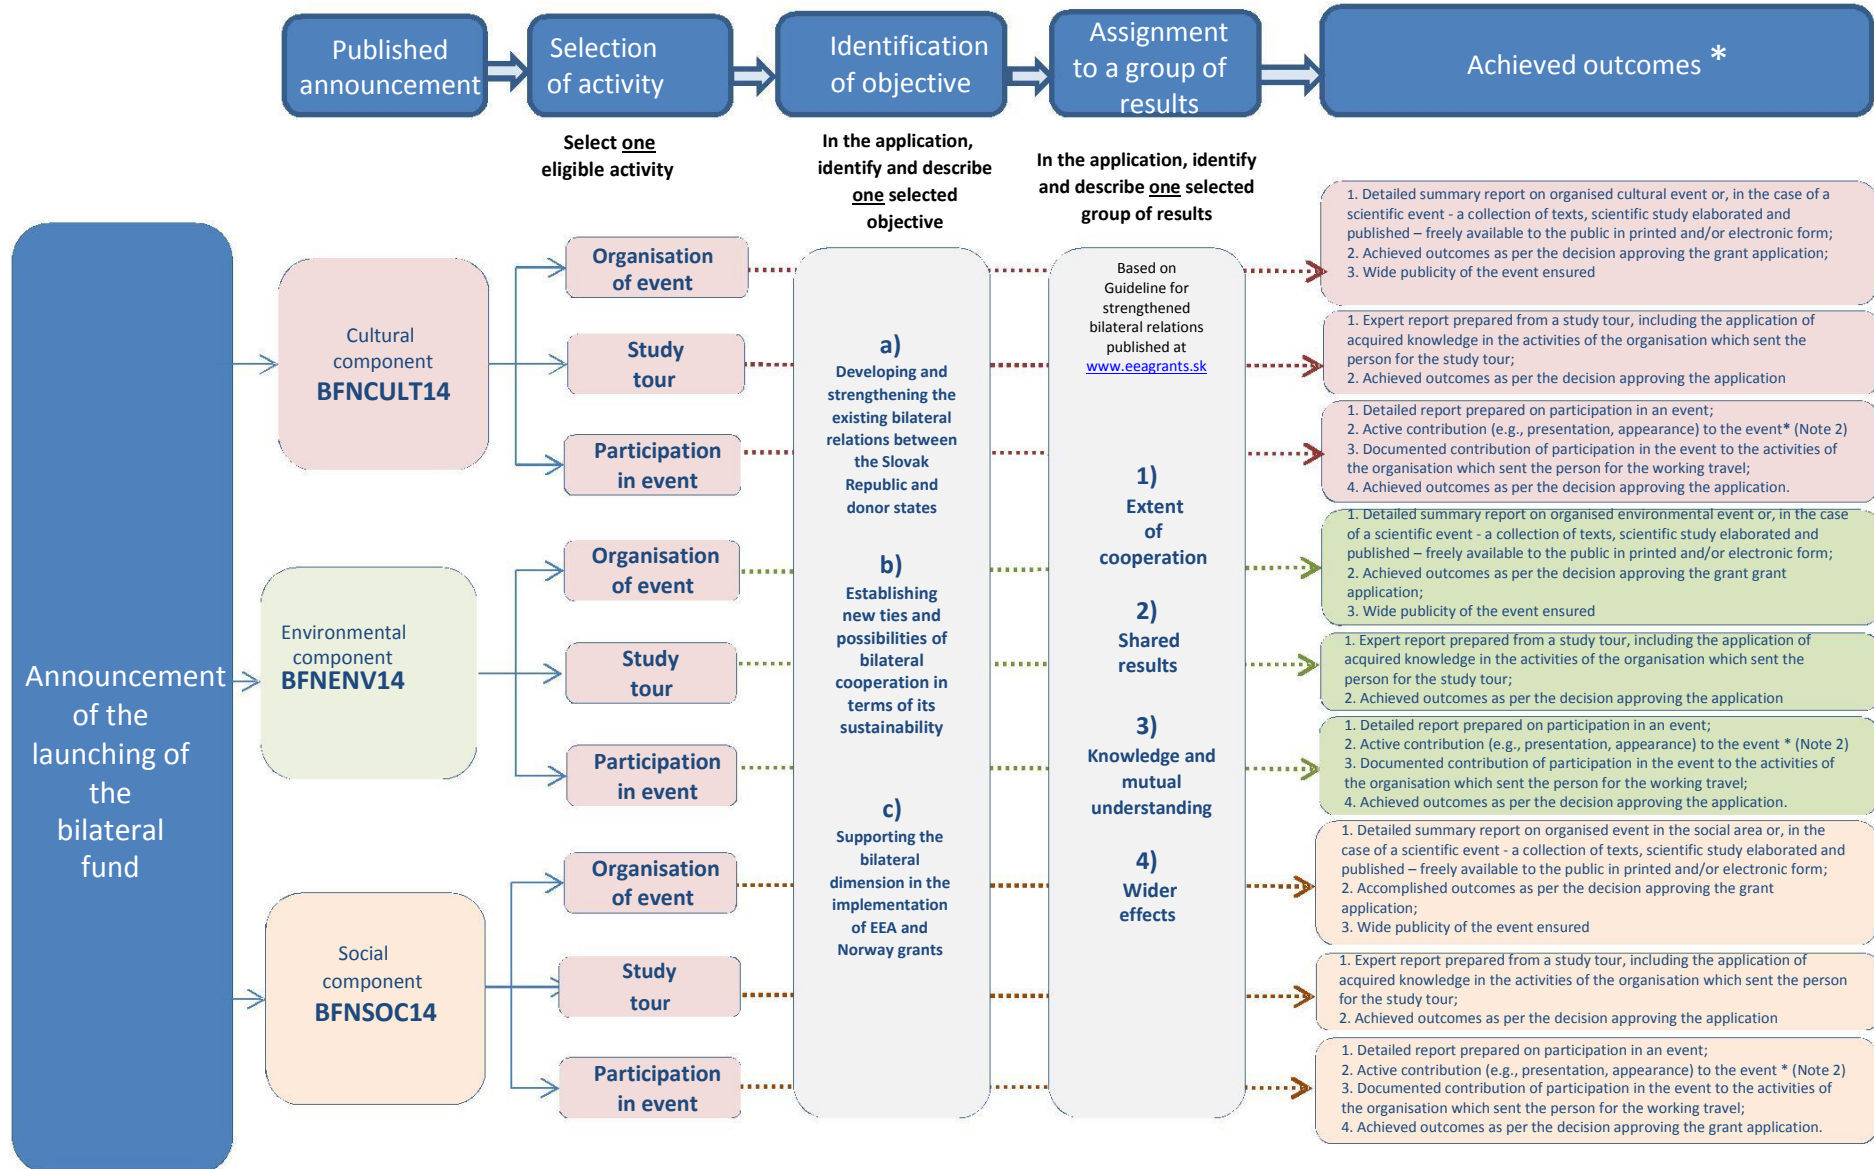 Published
announcement
Selection
of activity
Identification
of objective
Assignment
to a group of
results
Achieved outcomes *
Select one
eligible activity
In the application,
identify and describe
one selected
objective
In the application, identify
and describe one selected
group of results
Announcement
of the
launching of
the
bilateral
fund
Cultural
component
BFNCULT14
Environmental
component
BFNENV14
Social
component
BFNSOC14
Organisation
of event
Study
tour
Participation
in event
Organisation
of event
Study
tour
Participation
in event
Organisation
of event
Study
tour
Participation
in event
a)
Developing and
strengthening the
existing bilateral
relations between
the Slovak
Republic and
donor states
b)
Establishing
new ties and
possibilities of
bilateral
cooperation in
terms of its
sustainability
c)
Supporting the
bilateral
dimension in the
implementation
of EEA and
Norway grants
Based on
Guideline for
strengthened
bilateral relations
published at
www.eeagrants.sk
1)
Extent
of
cooperation
2)
Shared
results
3)
Knowledge and
mutual
understanding
4)
Wider
effects
1. Detailed summary report on organised cultural event or, in the case of a
scientific event - a collection of texts, scientific study elaborated and
published – freely available to the public in printed and/or electronic form;
2. Achieved outcomes as per the decision approving the grant application;
3. Wide publicity of the event ensured
1. Expert report prepared from a study tour, including the application of
acquired knowledge in the activities of the organisation which sent the
person for the study tour;
2. Achieved outcomes as per the decision approving the application
1. Detailed report prepared on participation in an event;
2. Active contribution (e.g., presentation, appearance) to the event* (Note 2)
3. Documented contribution of participation in the event to the activities of
the organisation which sent the person for the working travel;
4. Achieved outcomes as per the decision approving the application.
1. Detailed summary report on organised environmental event or, in the case
of a scientific event - a collection of texts, scientific study elaborated and
published – freely available to the public in printed and/or electronic form;
2. Achieved outcomes as per the decision approving the grant grant
application;
3. Wide publicity of the event ensured
1. Expert report prepared from a study tour, including the application of
acquired knowledge in the activities of the organisation which sent the
person for the study tour;
2. Achieved outcomes as per the decision approving the application
1. Detailed report prepared on participation in an event;
2. Active contribution (e.g., presentation, appearance) to the event * (Note 2)
3. Documented contribution of participation in the event to the activities of
the organisation which sent the person for the working travel;
4. Achieved outcomes as per the decision approving the application.
1. Detailed summary report on organised event in the social area or, in the
case of a scientific event - a collection of texts, scientific study elaborated and
published – freely available to the public in printed and/or electronic form;
2. Accomplished outcomes as per the decision approving the grant
application;
3. Wide publicity of the event ensured
1. Expert report prepared from a study tour, including the application of
acquired knowledge in the activities of the organisation which sent the person
for the study tour;
2. Achieved outcomes as per the decision approving the application
1. Detailed report prepared on participation in an event;
2. Active contribution (e.g., presentation, appearance) to the event * (Note 2)
3. Documented contribution of participation in the event to the activities of
the organisation which sent the person for the working travel;
4. Achieved outcomes as per the decision approving the grant application.